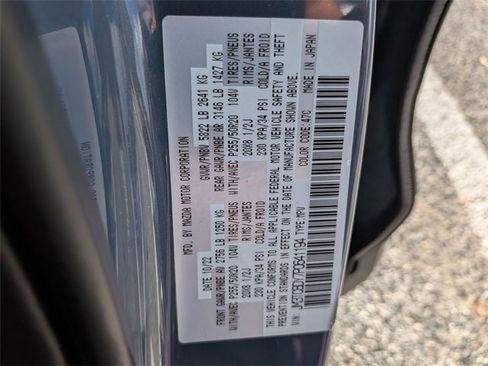 MFD. BY MAZDA MOTOR CORPORATION
DATE 10/22 GVWR/PNBV 5822 LB 2641 KG
FRONT GAWR/PNBE AV 2756 LB 1250 KG REAR GAWR/PNBE AR 3146 LB 1427 KG
WITH/AVEC P255/50R20 104V TIRES/PNEUS WITH/AVEC P255/50R20 104V TIRES/PNEUS
20X8 1/2J RIMS/JANTES 20X8 1/2J RIMS/JANTES
230 KPA/34 PSI COLD/A FROID 230 KPA/34 PSI COLD/A FROID
THIS VEHICLE CONFORMS TO ALL APPLICABLE FEDERAL MOTOR VEHICLE SAFETY AND THEFT
PREVENTION STANDARDS IN EFFECT ON THE DATE OF MANUFACTURE SHOWN ABOVE.
VIN: TYPE:MPV COLOR CODE:47C MADE IN JAPAN